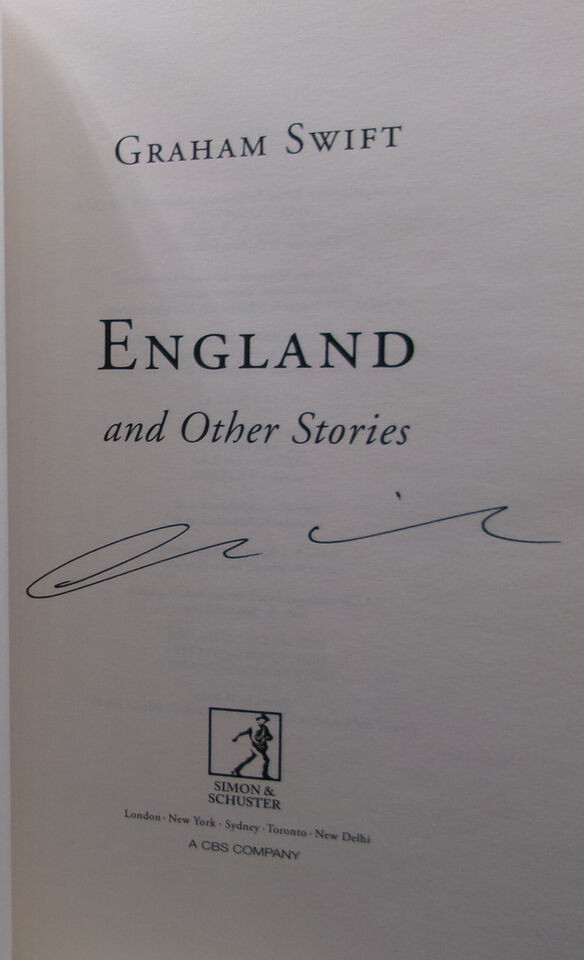 GRAHAM SWIFT
ENGLAND
and Other Stories
SIMON &
SCHUSTER
London · New York · Sydney · Toronto · New Delhi
A CBS COMPANY